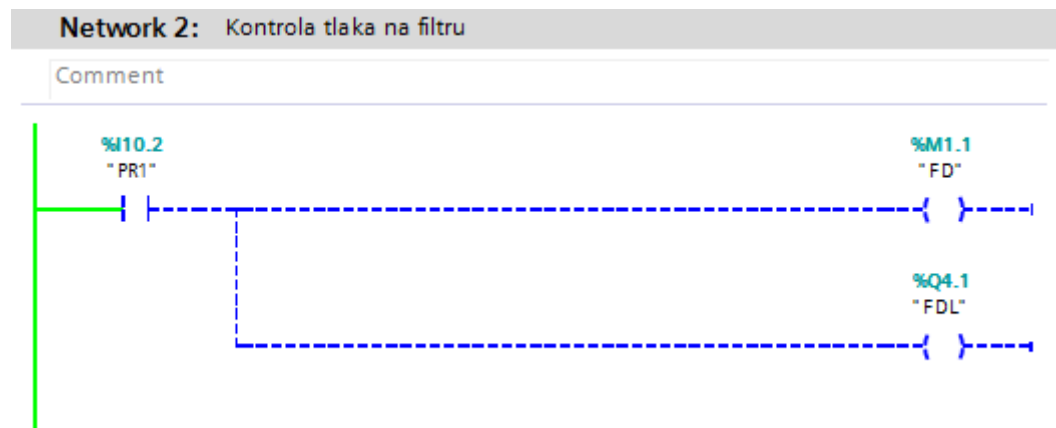 Network 2: Kontrola tlaka na filtru
Comment
%I10.2
"PR1"
%M1.1
"FD"
%Q4.1
"FDL"